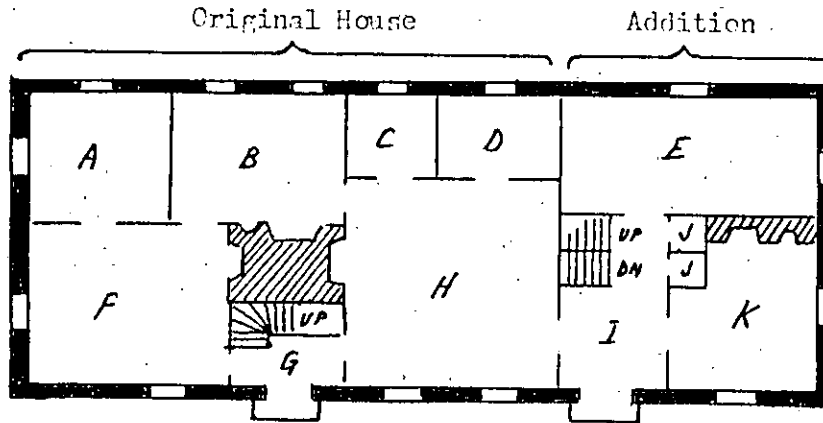 Original House Addition
A B C D E
UP J
DN J
F H K
UP I
G